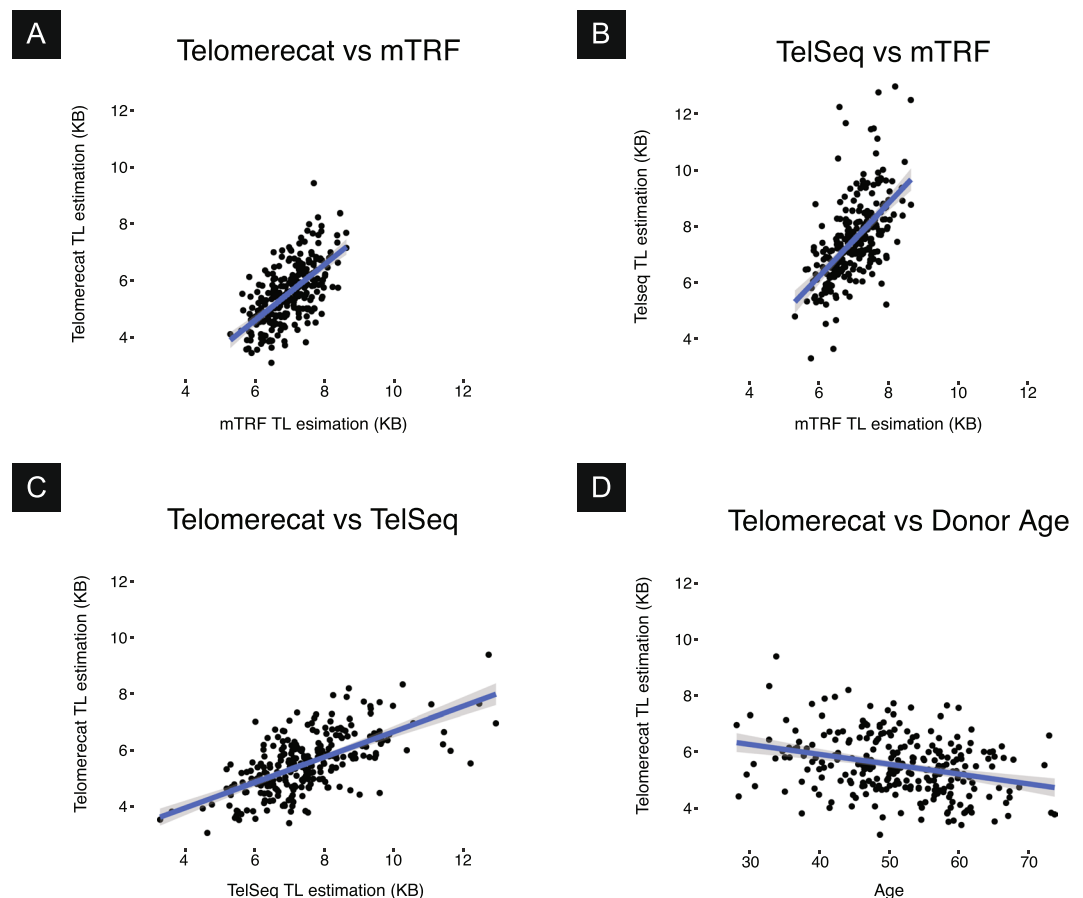 A
Telomerecat vs mTRF
Telomerecat TL estimation (KB)
12
10
8
6
4
4 6 8 10 12
mTRF TL esimation (KB)
B
TelSeq vs mTRF
Telseq TL estimation (KB)
12
10
8
6
4
4 6 8 10 12
mTRF TL esimation (KB)
C
Telomerecat vs TelSeq
Telomerecat TL estimation (KB)
12
10
8
6
4
4 6 8 10 12
TelSeq TL estimation (KB)
D
Telomerecat vs Donor Age
Telomerecat TL estimation (KB)
12
10
8
6
4
30 40 50 60 70
Age